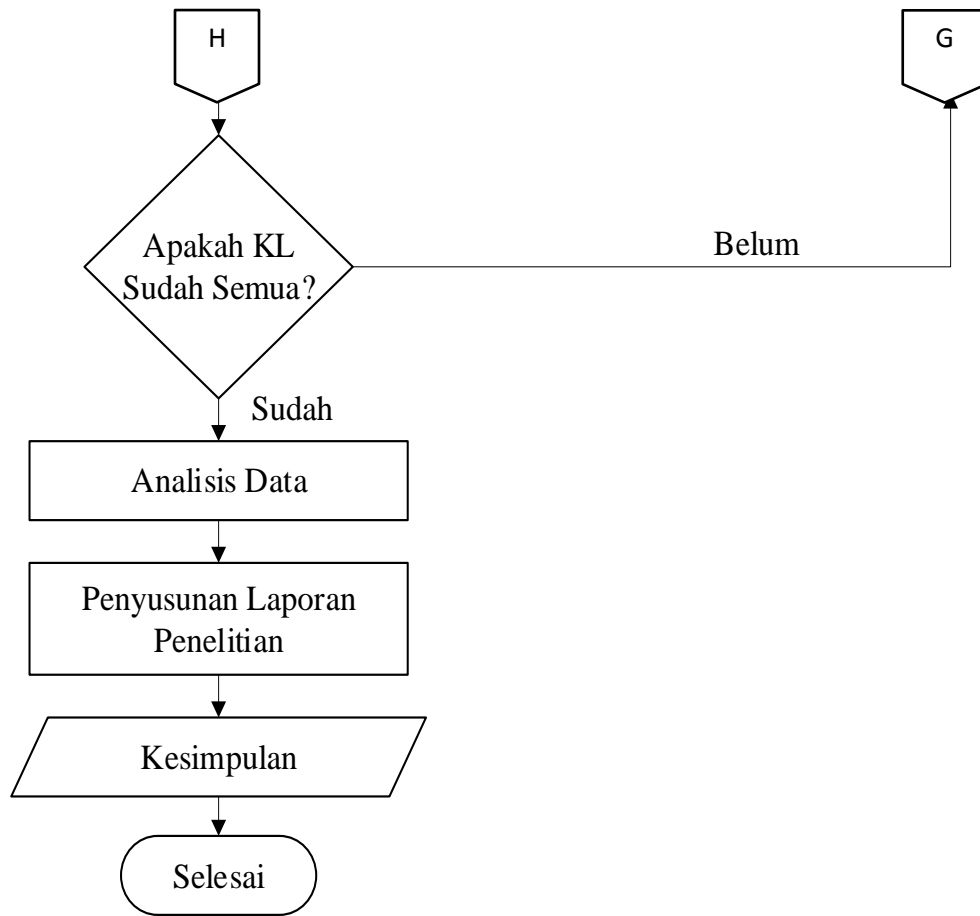 H
G
Apakah KL
Sudah Semua?
Belum
Sudah
Analisis Data
Penyusunan Laporan
Penelitian
Kesimpulan
Selesai